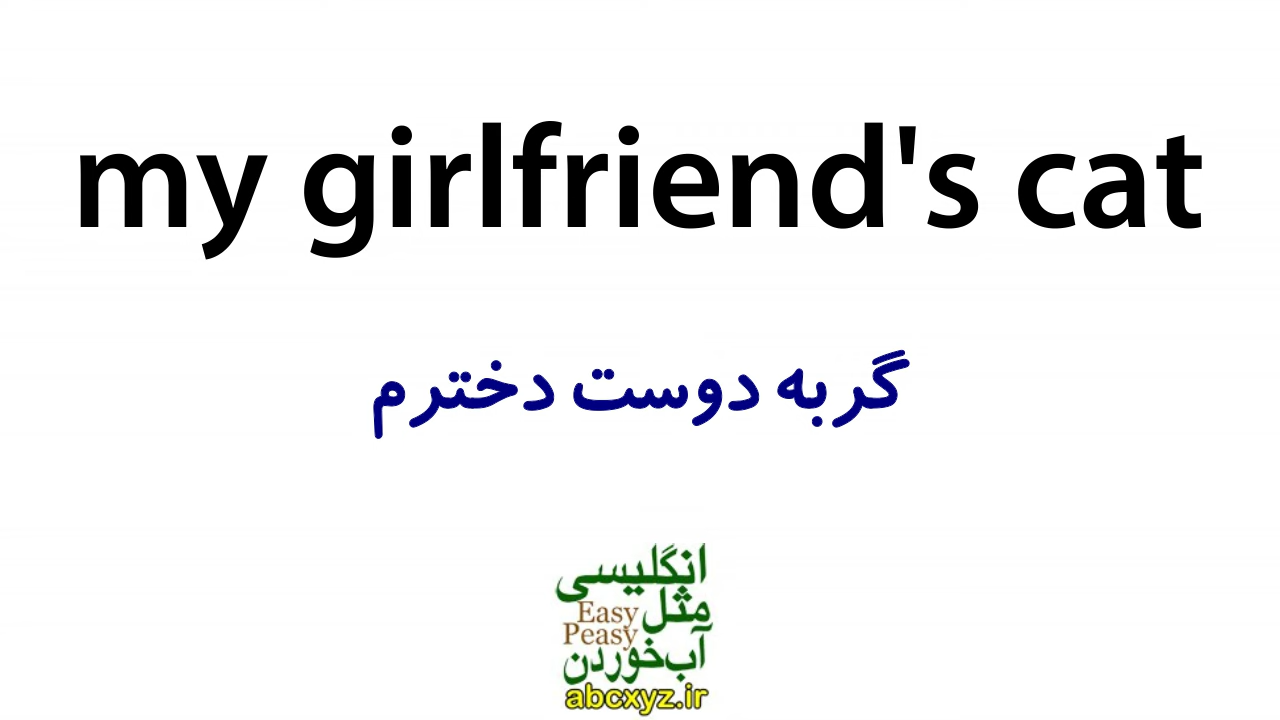 my girlfriend's cat
گربه دوست دخترم
انگلیسی
مثل
Easy
Peasy
آب‌خوردن
abcxyz.ir